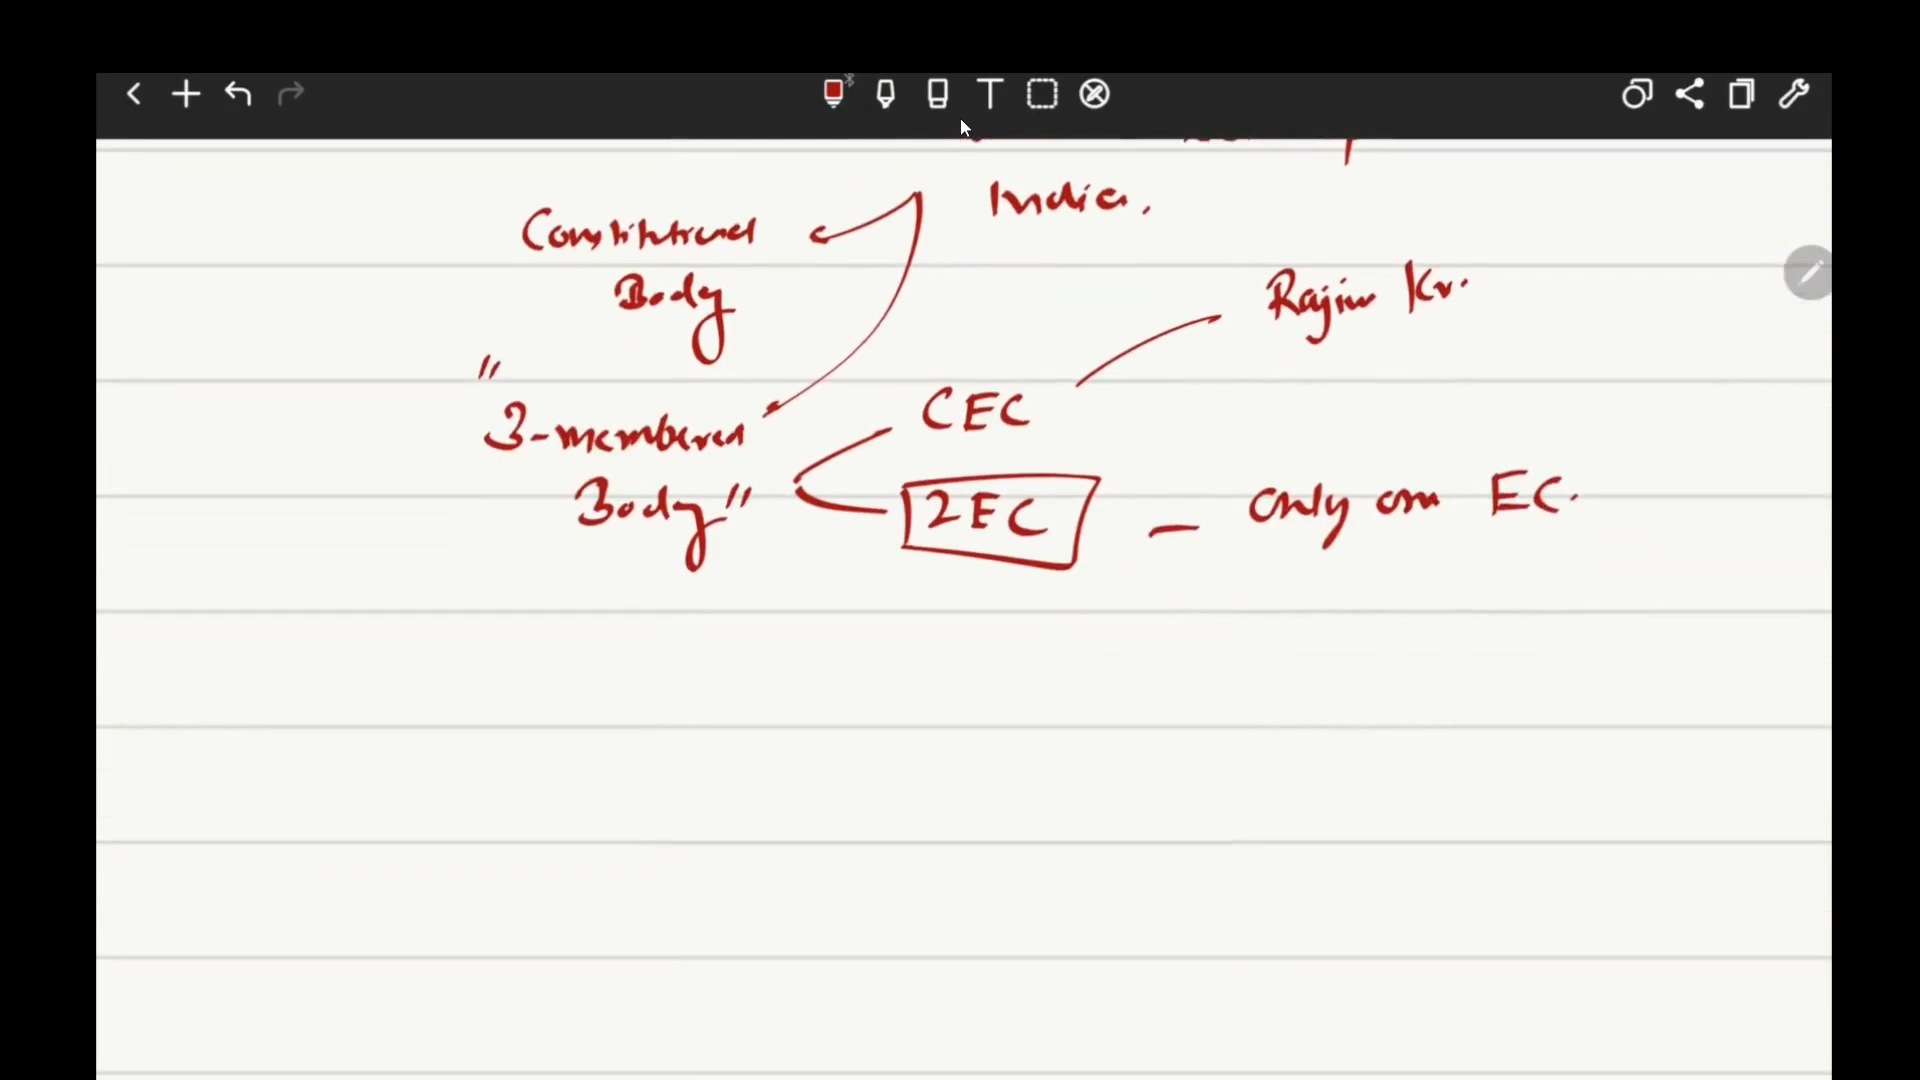 India.
Constitutional
Body
Rajiv Kr.
"
3-membered
Body"
CEC
2EC - only one EC.